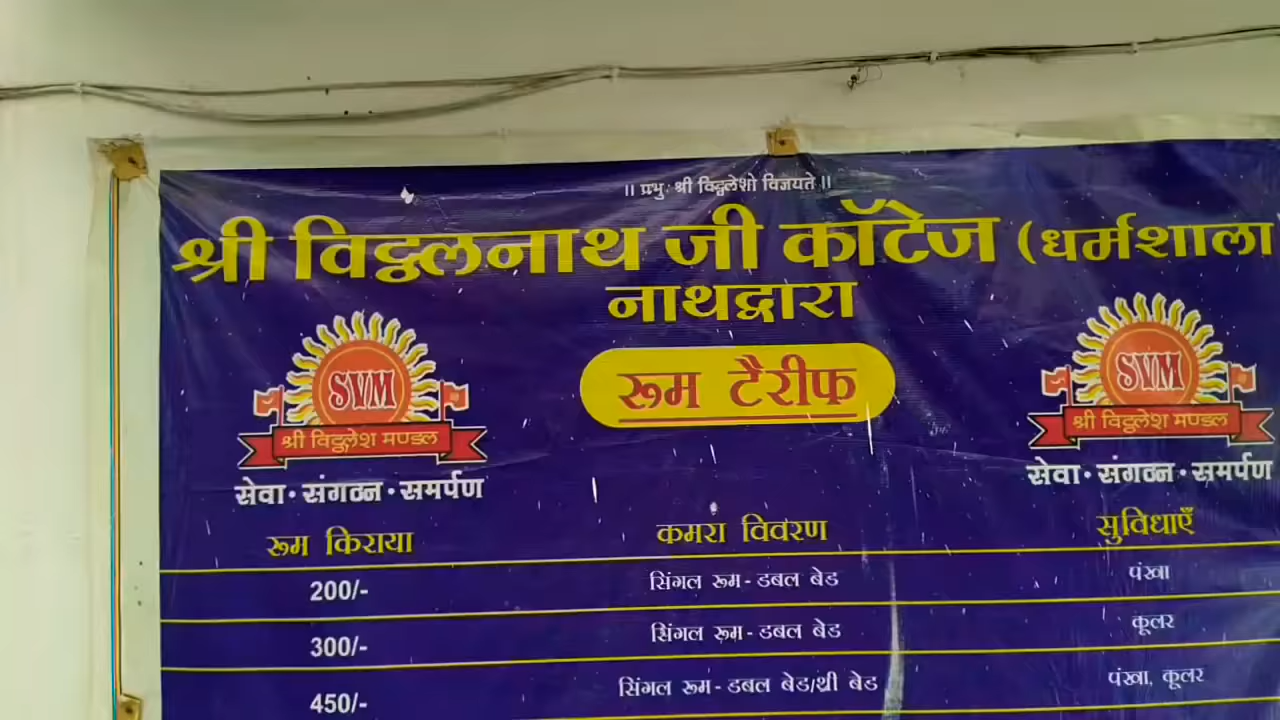 ॥ प्रभुः श्री विठ्ठलेशो विजयते ॥
श्री विठ्ठलनाथ जी कॉटेज (धर्मशाला
नाथद्वारा
रूम टैरीफ
SVM
श्री विठ्ठलेश मण्डल
सेवा · संगठन · समर्पण
SVM
श्री विठ्ठलेश मण्डल
सेवा · संगठन · समर्पण
रूम किराया कमरा विवरण सुविधाएँ
200/- सिंगल रूम - डबल बेड पंखा
300/- सिंगल रूम - डबल बेड कूलर
450/- सिंगल रूम - डबल बेड/थ्री बेड पंखा, कूलर